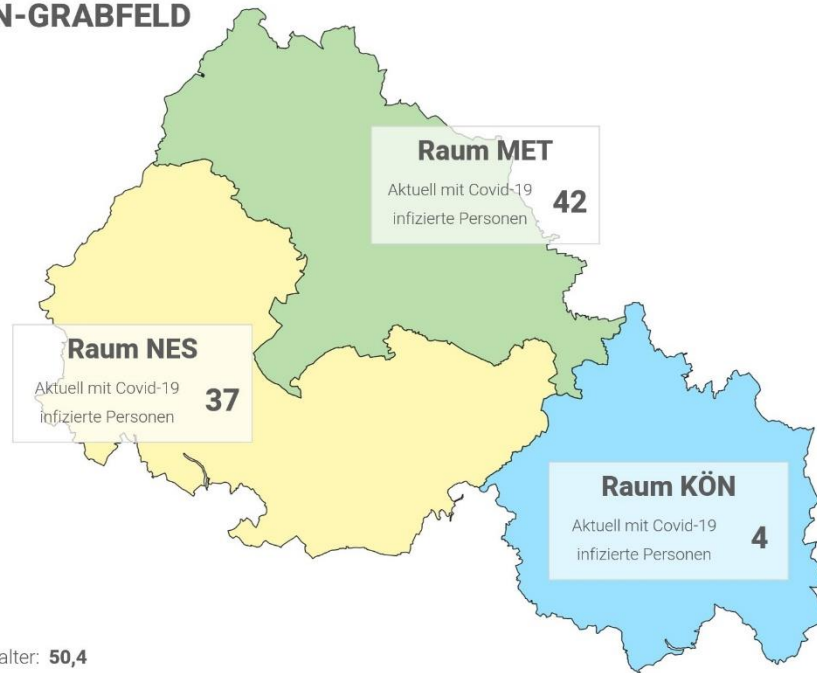 N-GRABFELD
Raum MET
Aktuell mit Covid-19
infizierte Personen
42
Raum NES
Aktuell mit Covid-19
infizierte Personen
37
Raum KÖN
Aktuell mit Covid-19
infizierte Personen
4
alter: 50,4